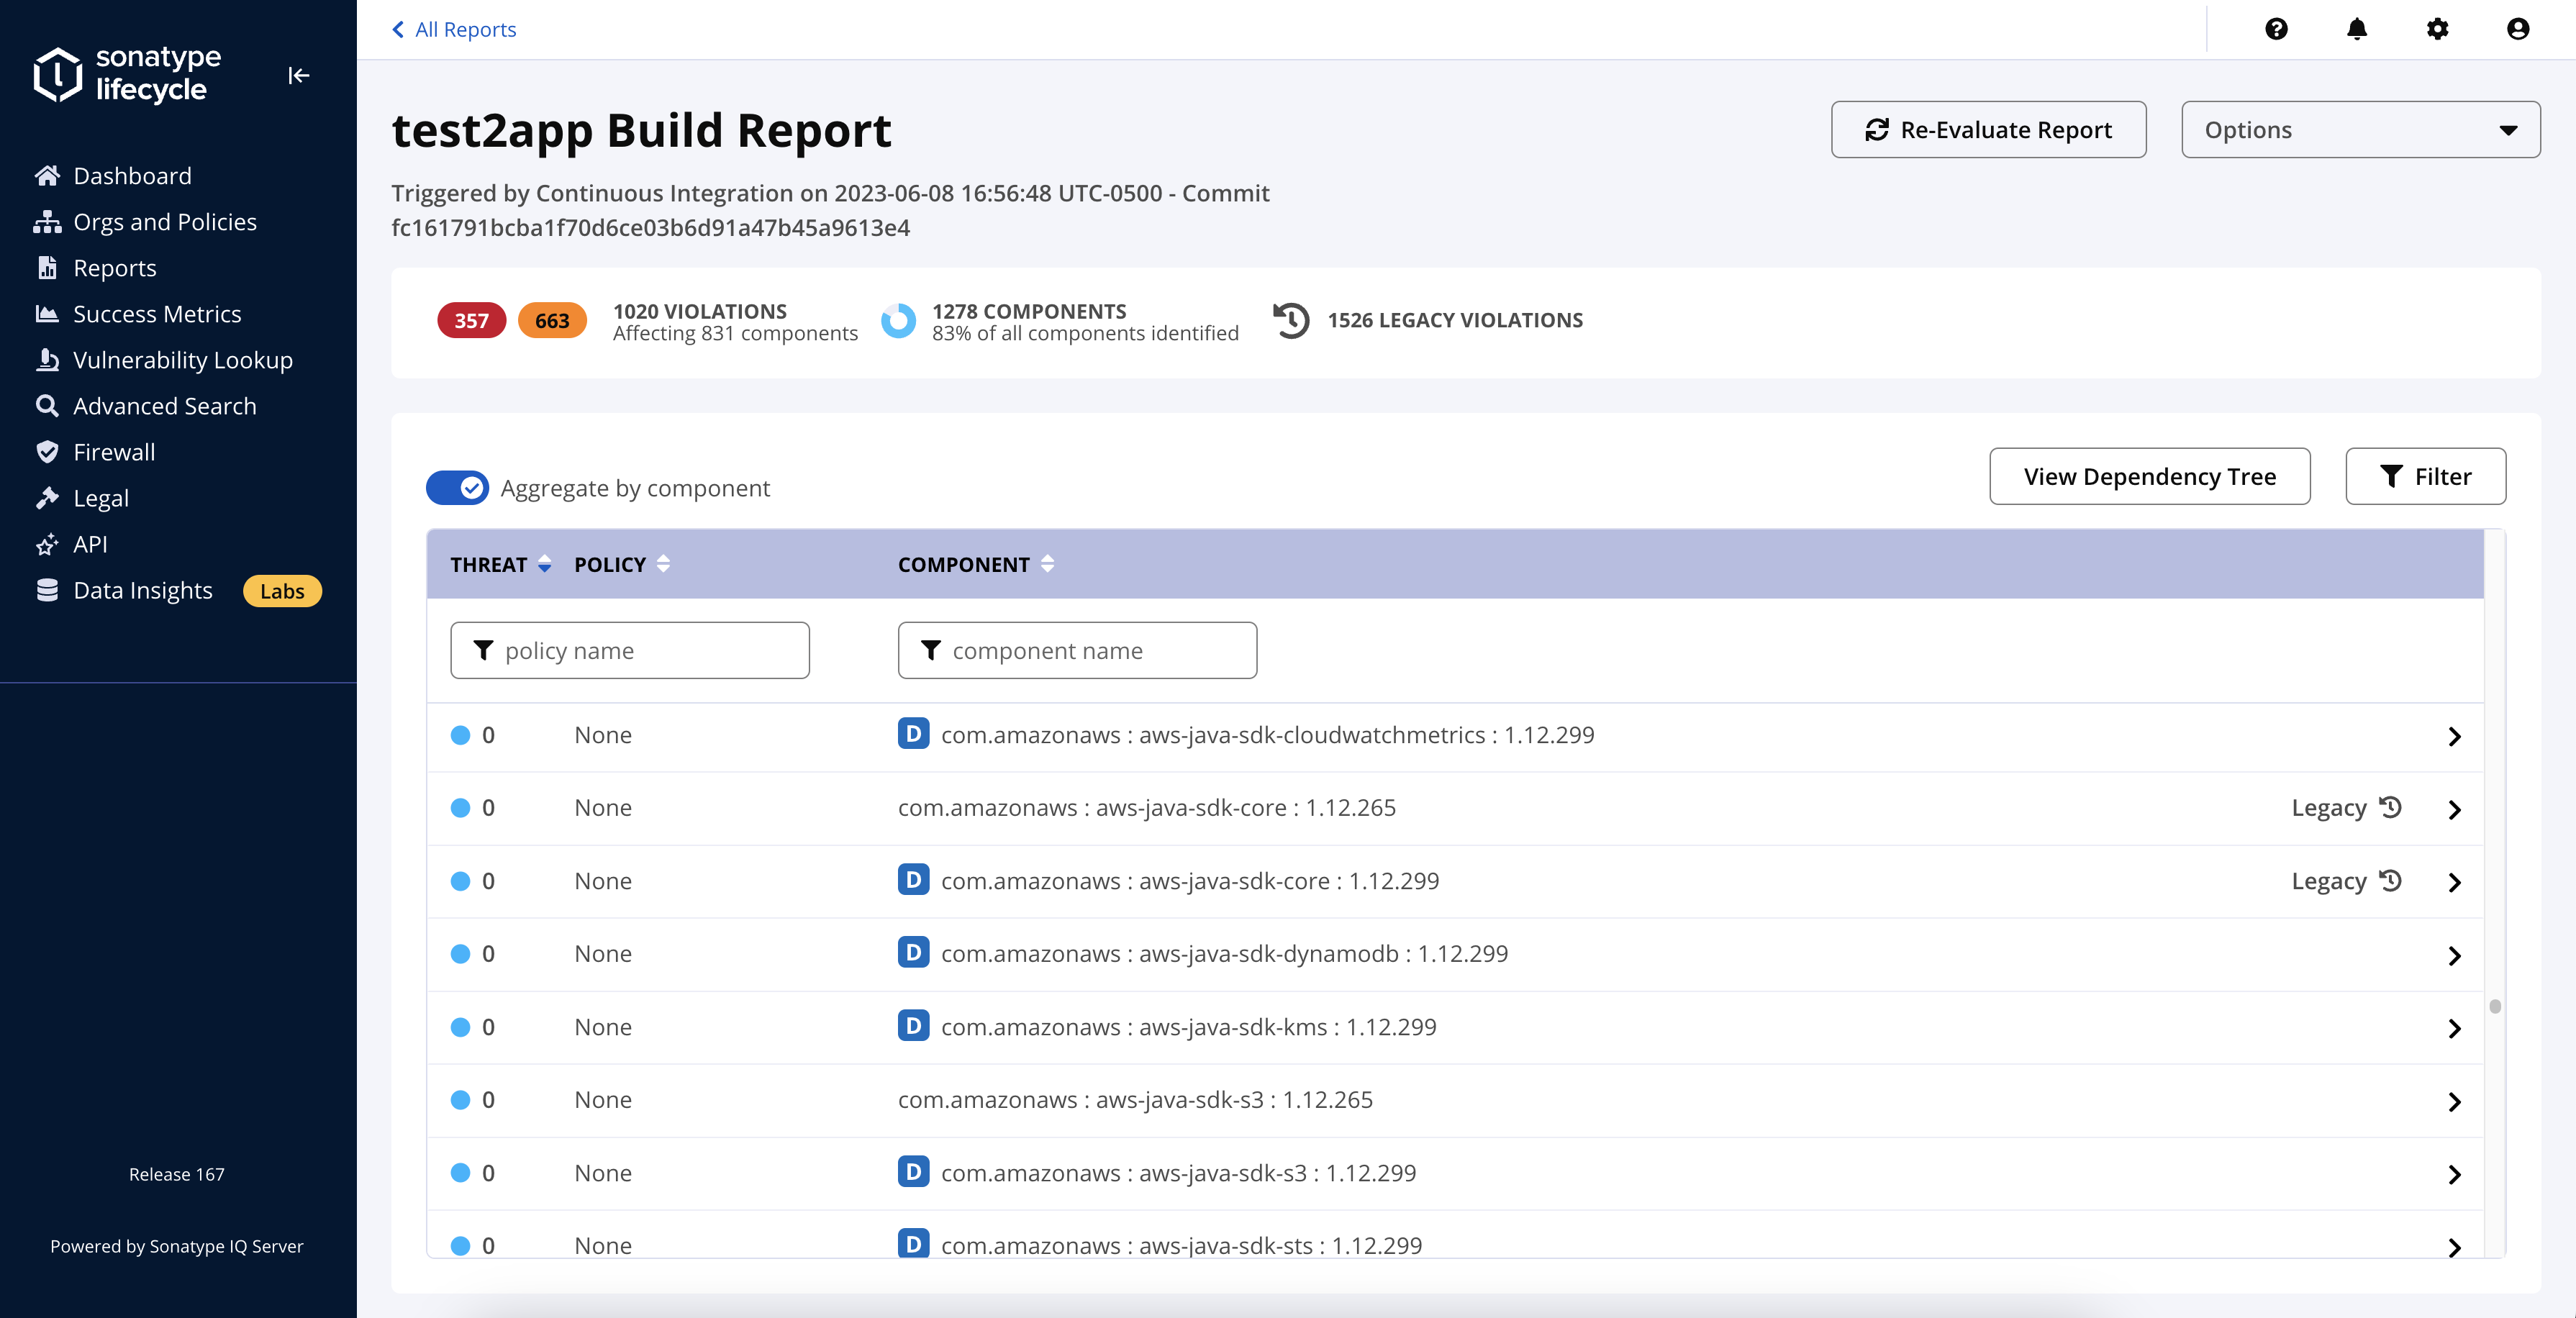 sonatype
lifecycle
Dashboard
Orgs and Policies
Reports
Success Metrics
Vulnerability Lookup
Advanced Search
Firewall
Legal
API
Data Insights Labs
Release 167
Powered by Sonatype IQ Server
All Reports
test2app Build Report
Re-Evaluate Report
Options
Triggered by Continuous Integration on 2023-06-08 16:56:48 UTC-0500 - Commit
fc161791bcba1f70d6ce03b6d91a47b45a9613e4
357 663
1020 VIOLATIONS
Affecting 831 components
1278 COMPONENTS
83% of all components identified
1526 LEGACY VIOLATIONS
Aggregate by component
View Dependency Tree
Filter
THREAT POLICY COMPONENT
policy name component name
0 None D com.amazonaws : aws-java-sdk-cloudwatchmetrics : 1.12.299
0 None com.amazonaws : aws-java-sdk-core : 1.12.265 Legacy
0 None D com.amazonaws : aws-java-sdk-core : 1.12.299 Legacy
0 None D com.amazonaws : aws-java-sdk-dynamodb : 1.12.299
0 None D com.amazonaws : aws-java-sdk-kms : 1.12.299
0 None com.amazonaws : aws-java-sdk-s3 : 1.12.265
0 None D com.amazonaws : aws-java-sdk-s3 : 1.12.299
0 None D com.amazonaws : aws-java-sdk-sts : 1.12.299